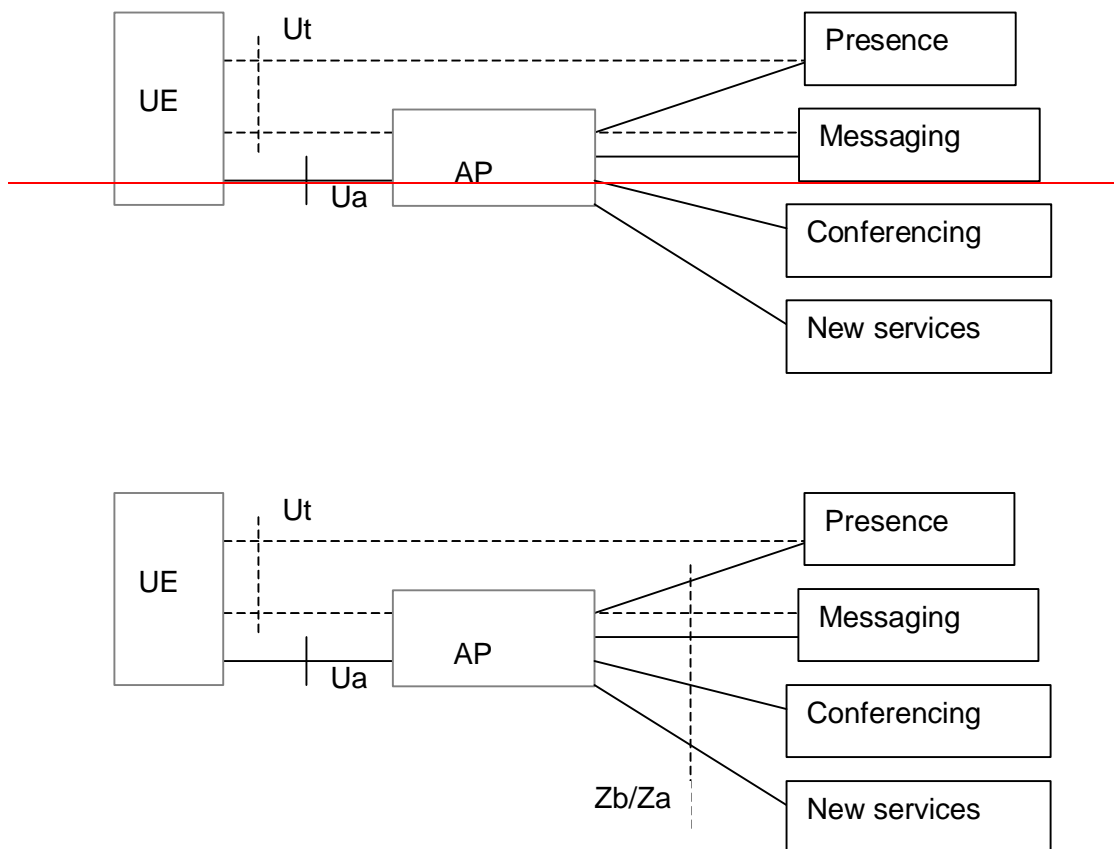 Ut
Presence
UE
Messaging
AP
Ua
Conferencing
New services
Ut
Presence
UE
Messaging
AP
Ua
Conferencing
Zb/Za
New services